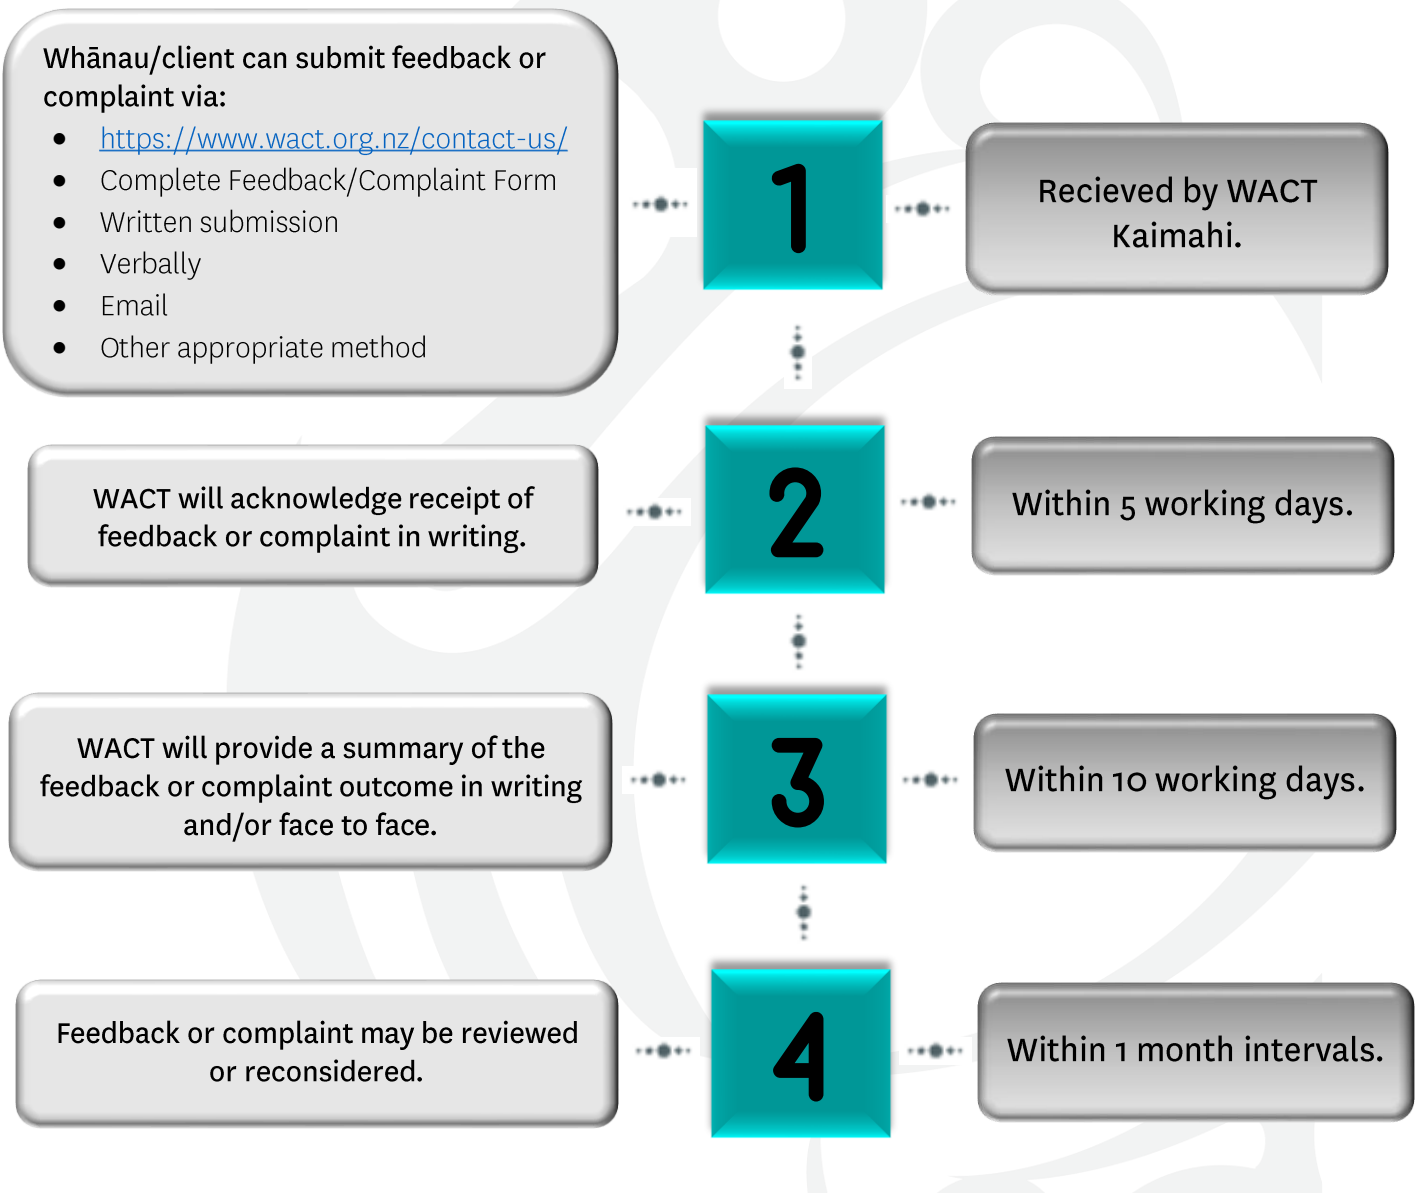 Whānau/client can submit feedback or
complaint via:
● https://www.wact.org.nz/contact-us/
● Complete Feedback/Complaint Form
● Written submission
● Verbally
● Email
● Other appropriate method
1
Recieved by WACT
Kaimahi.
WACT will acknowledge receipt of
feedback or complaint in writing.
2
Within 5 working days.
WACT will provide a summary of the
feedback or complaint outcome in writing
and/or face to face.
3
Within 10 working days.
Feedback or complaint may be reviewed
or reconsidered.
4
Within 1 month intervals.